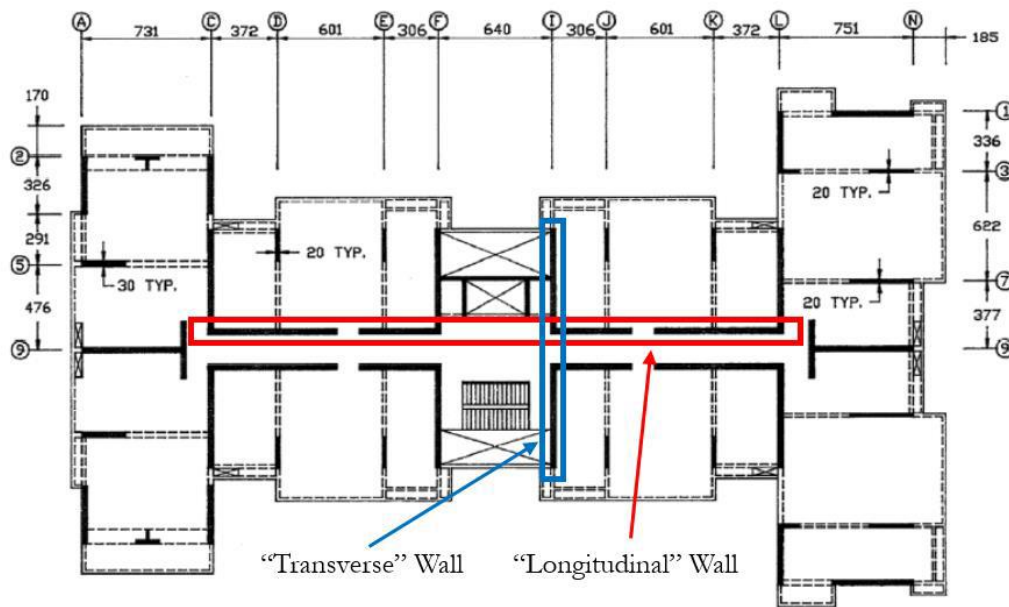 A C D E F I J K L N
731 372 601 306 640 306 601 372 751
185
170
1
2
336
326
3
20 TYP.
291
20 TYP.
622
5
30 TYP.
7
476
20 TYP.
377
9
9
“Transverse” Wall “Longitudinal” Wall